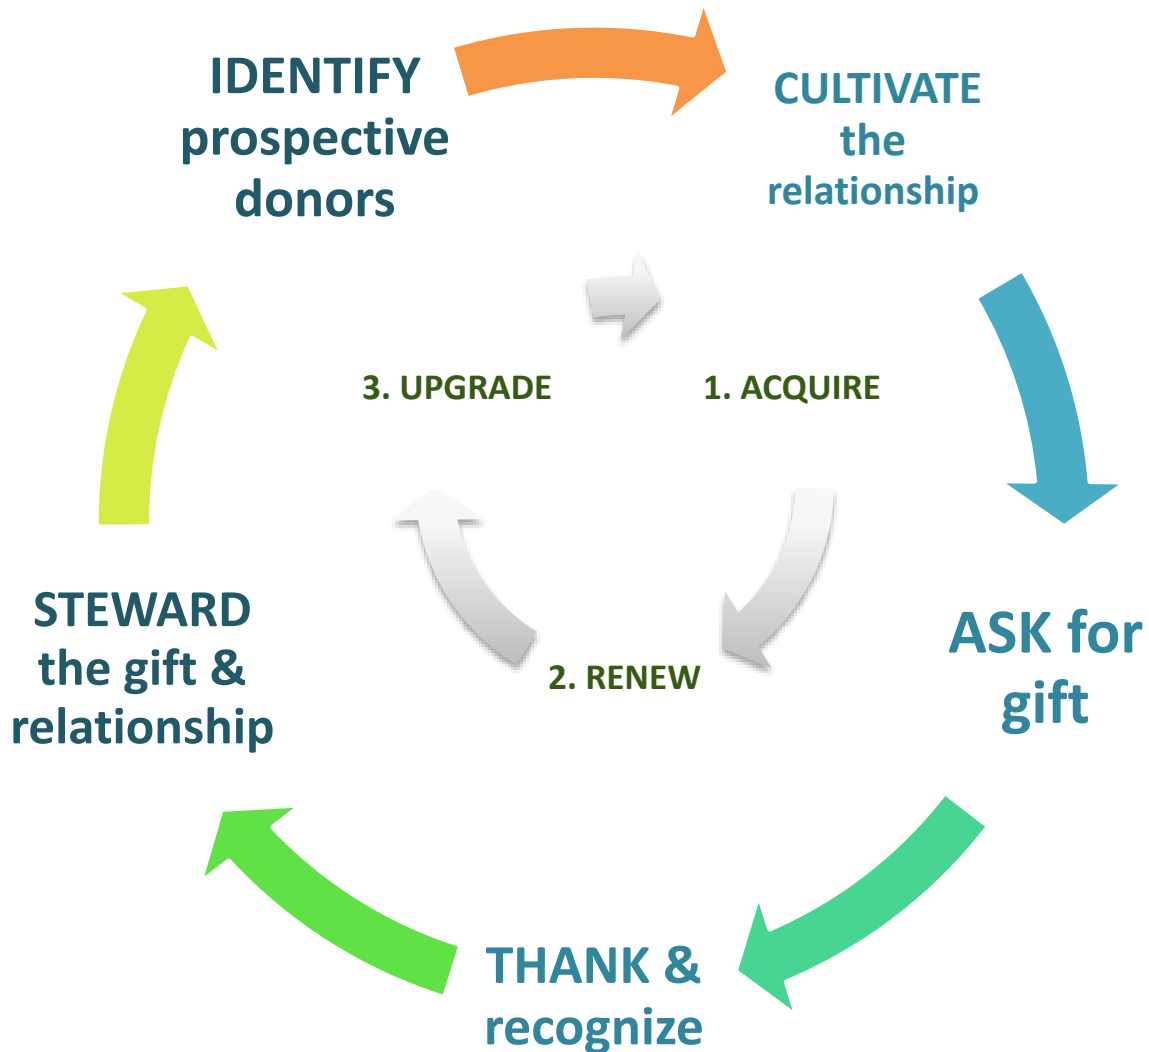 IDENTIFY
prospective
donors
CULTIVATE
the
relationship
3. UPGRADE
1. ACQUIRE
2. RENEW
ASK for
gift
THANK &
recognize
STEWARD
the gift &
relationship